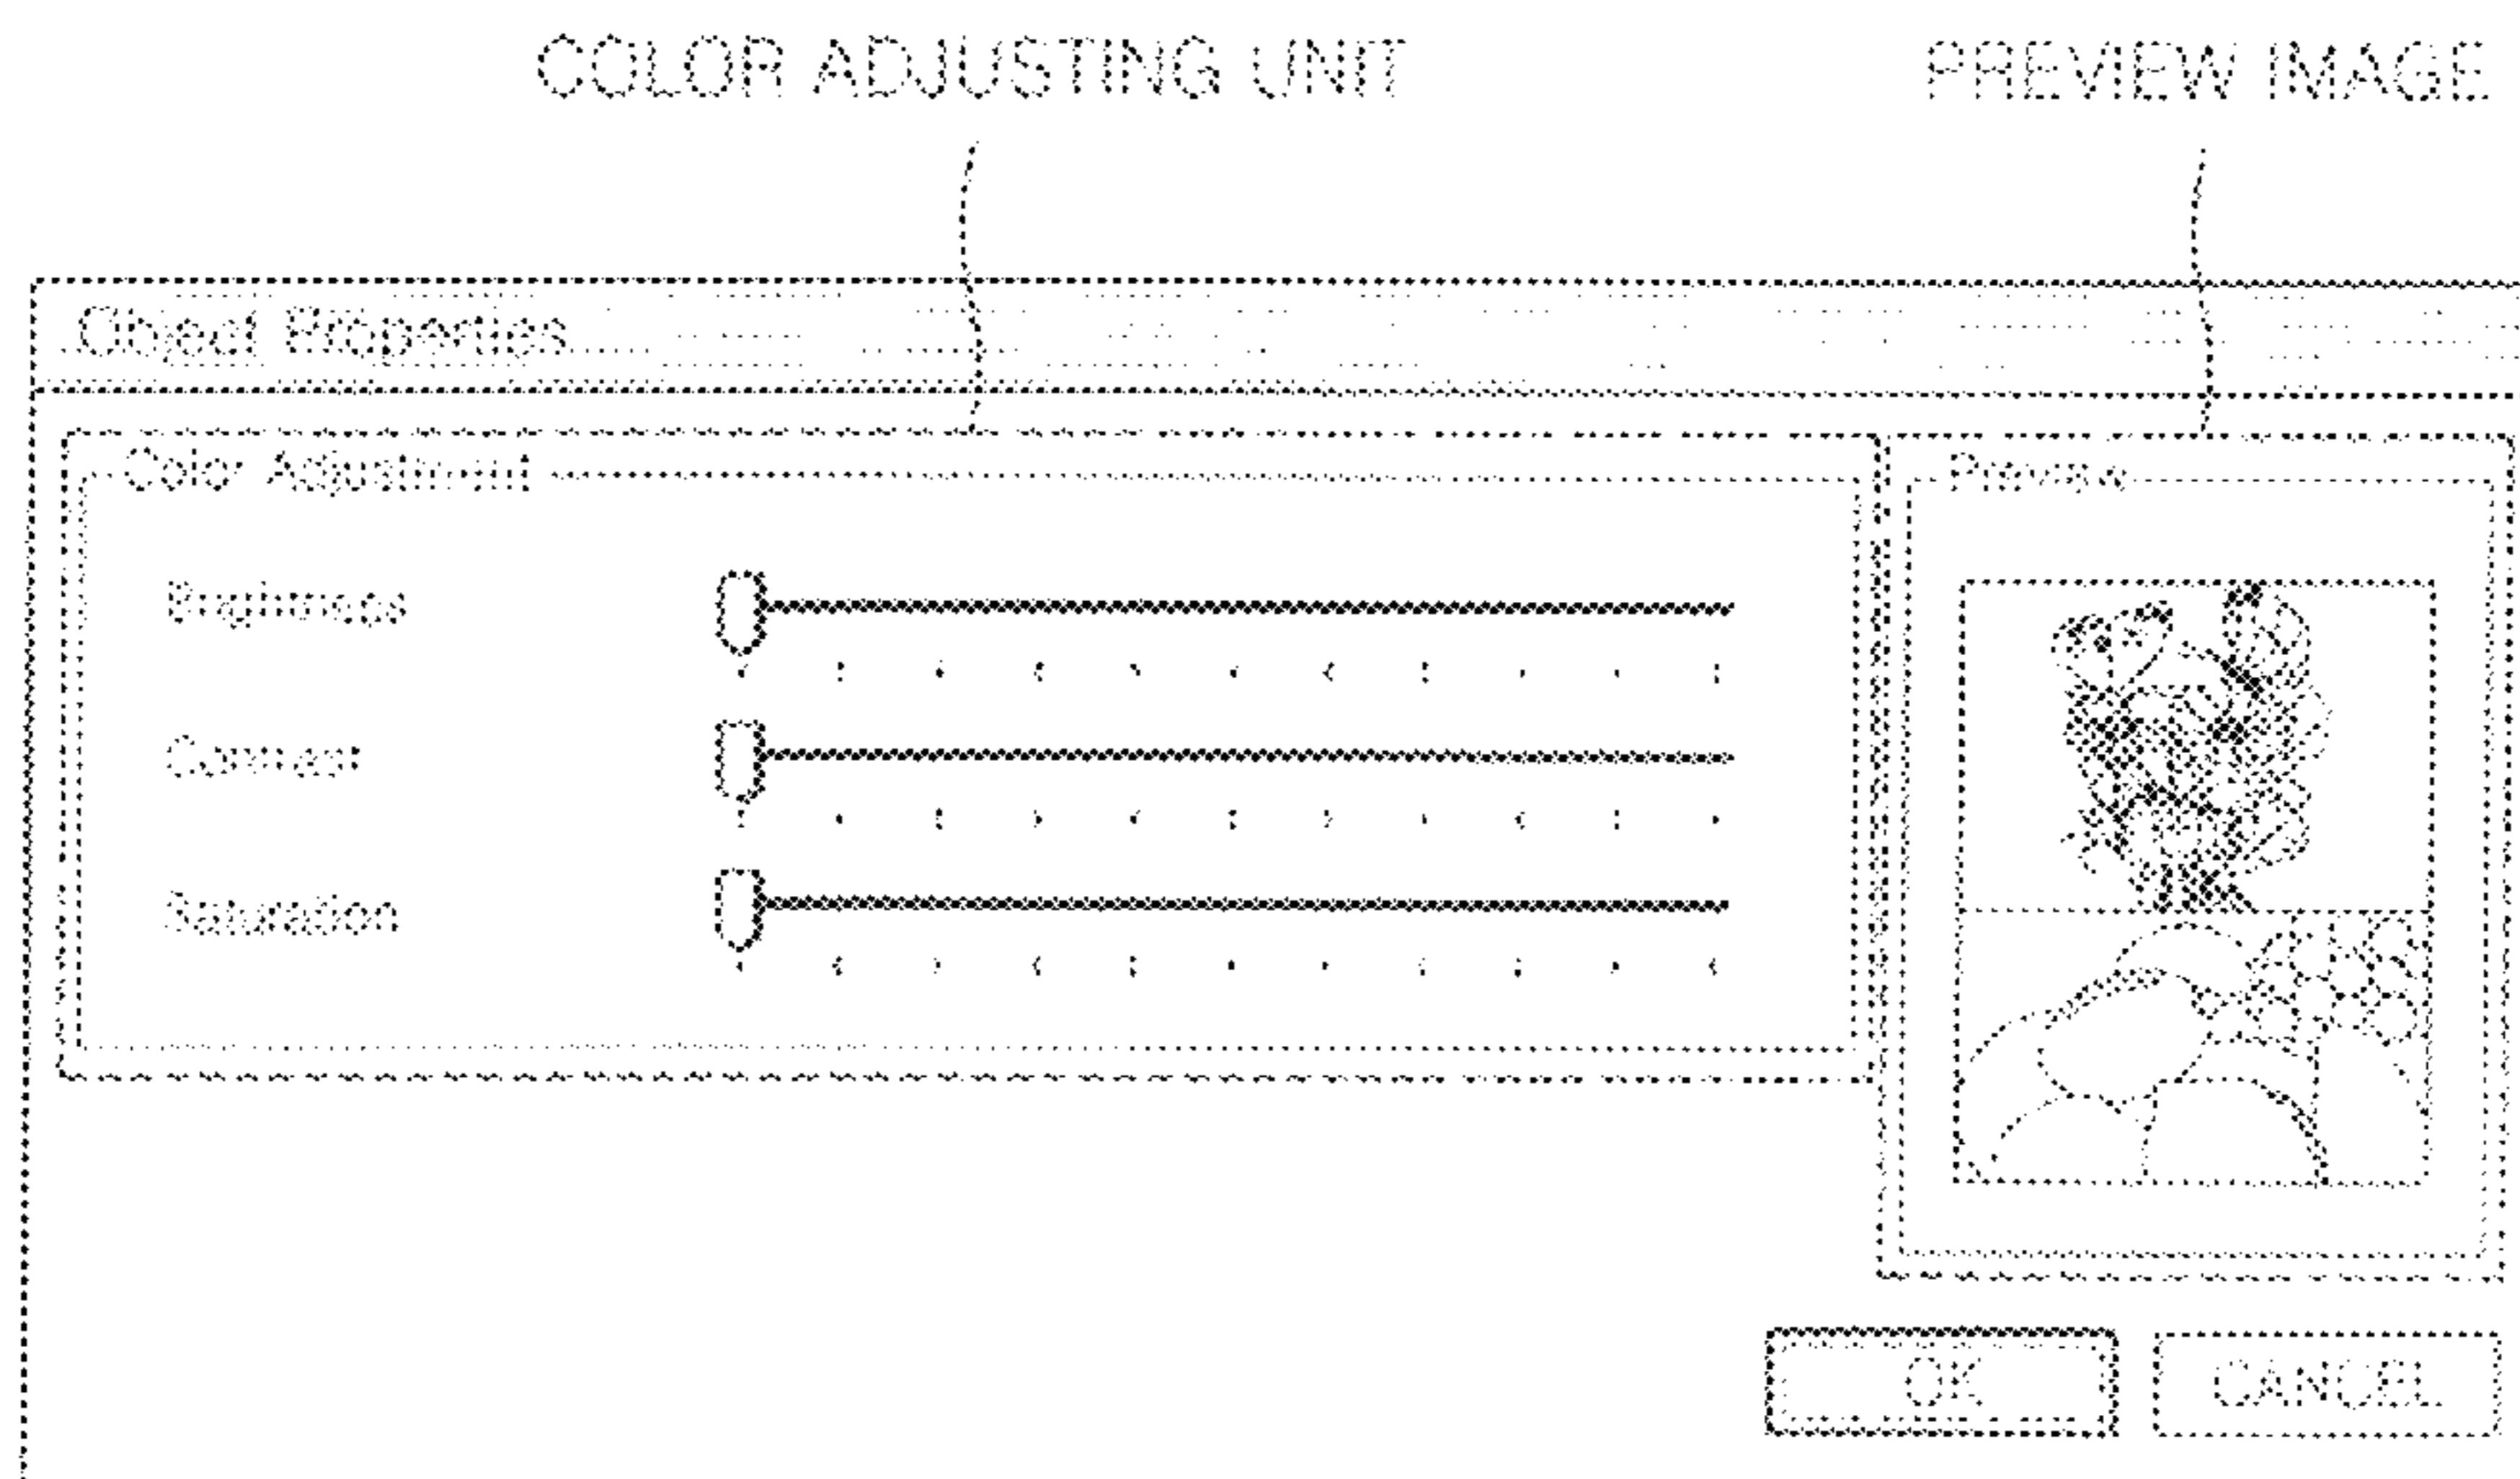 COLOR ADJUSTING UNIT PREVIEW IMAGE
Object Properties
Color Adjustment Preview
Brightness
Contrast
Saturation
OK CANCEL